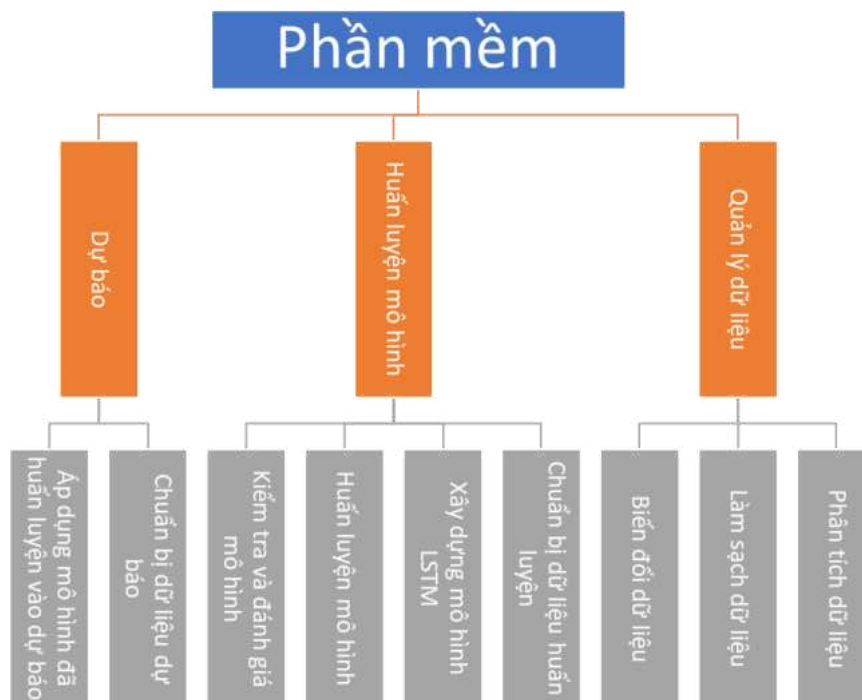 Phần mềm
Dự báo
Huấn luyện mô hình
Quản lý dữ liệu
Áp dụng mô hình đã
huấn luyện vào dự báo
Chuẩn bị dữ liệu dự
báo
Kiểm tra và đánh giá
mô hình
Huấn luyện mô hình
Xây dựng mô hình
LSTM
Chuẩn bị dữ liệu huấn
luyện
Biến đổi dữ liệu
Làm sạch dữ liệu
Phân tích dữ liệu